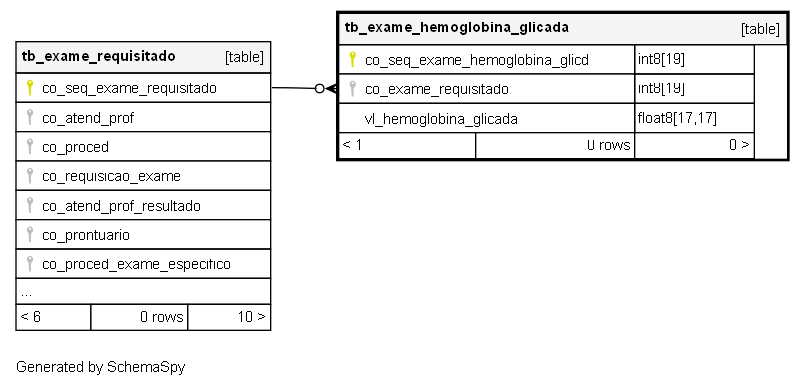 tb_exame_requisitado [table]
co_seq_exame_requisitado
co_atend_prof
co_proced
co_requisicao_exame
co_atend_prof_resultado
co_prontuario
co_proced_exame_especifico
...
< 6 0 rows 10 >
tb_exame_hemoglobina_glicada [table]
co_seq_exame_hemoglobina_glicd int8[19]
co_exame_requisitado int8[19]
vl_hemoglobina_glicada float8[17,17]
< 1 0 rows 0 >
Generated by SchemaSpy